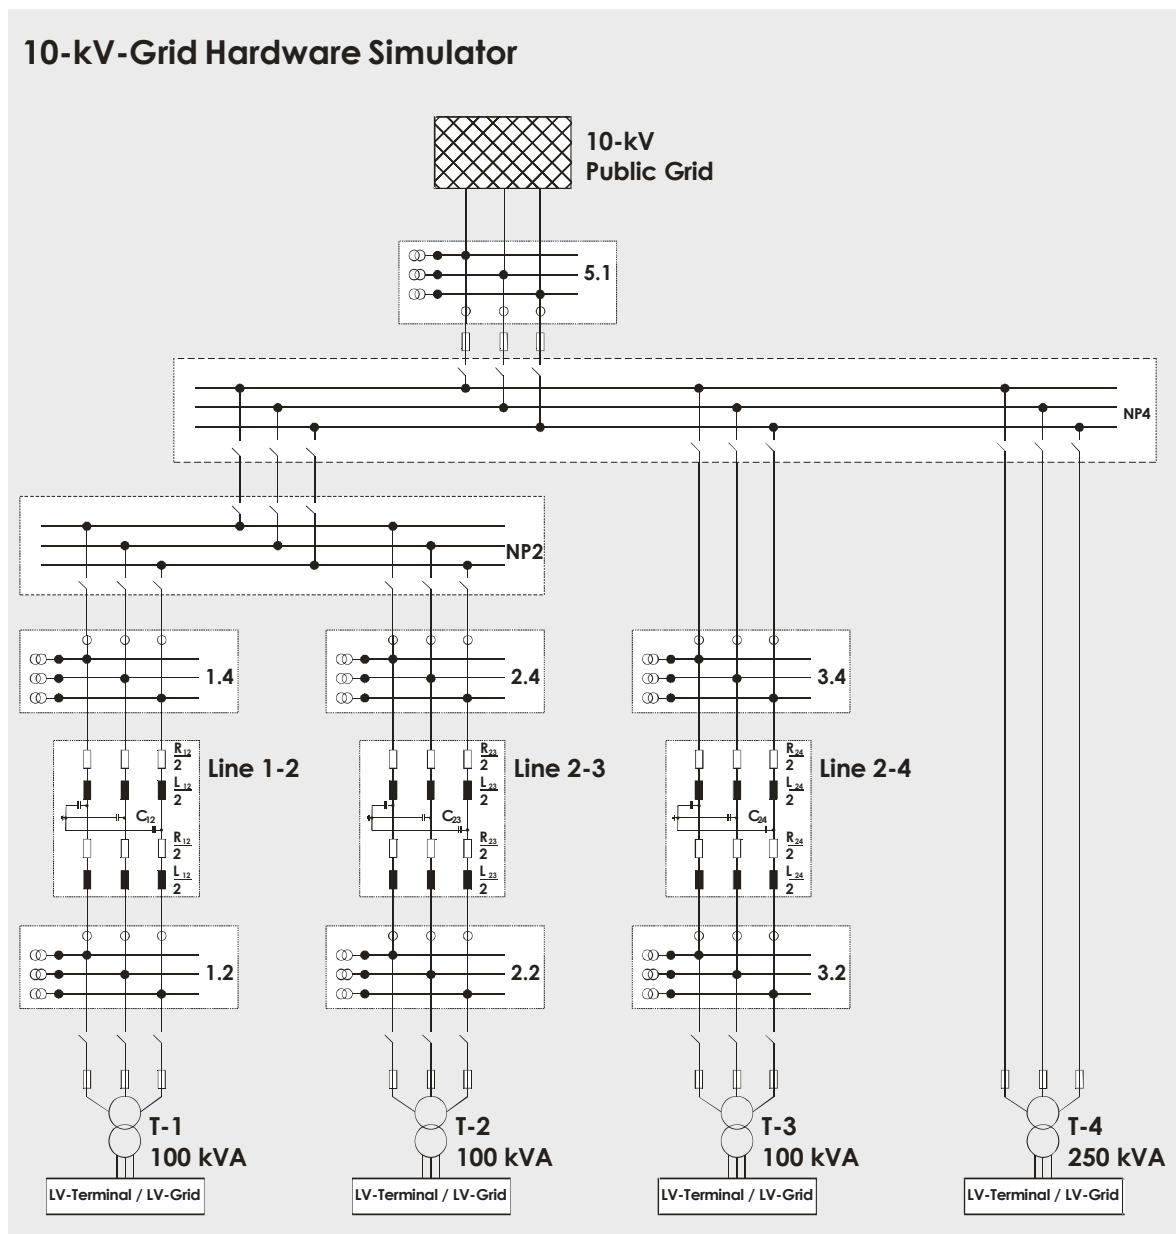 10-kV-Grid Hardware Simulator
10-kV
Public Grid
5.1
NP4
NP2
1.4
2.4
3.4
R12
2
L12
2
C12
R12
2
L12
2
Line 1-2
R23
2
L23
2
C23
R23
2
L23
2
Line 2-3
R24
2
L24
2
C24
R24
2
L24
2
Line 2-4
1.2
2.2
3.2
T-1
100 kVA
T-2
100 kVA
T-3
100 kVA
T-4
250 kVA
LV-Terminal / LV-Grid
LV-Terminal / LV-Grid
LV-Terminal / LV-Grid
LV-Terminal / LV-Grid